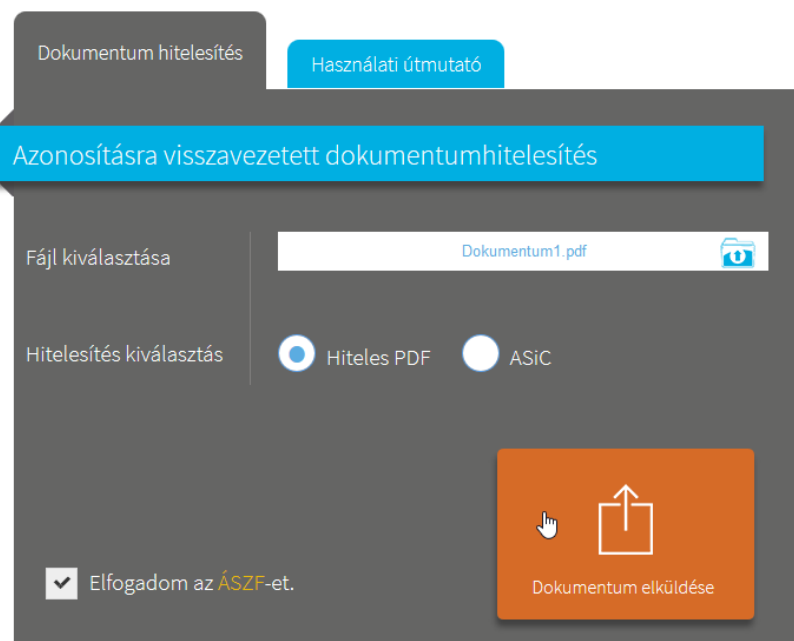 Dokumentum hitelesítés
Használati útmutató
Azonosításra visszavezetett dokumentumhitelesítés
Fájl kiválasztása
Dokumentum1.pdf
Hitelesítés kiválasztás
Hiteles PDF
ASiC
Elfogadom az ÁSZF-et.
Dokumentum elküldése